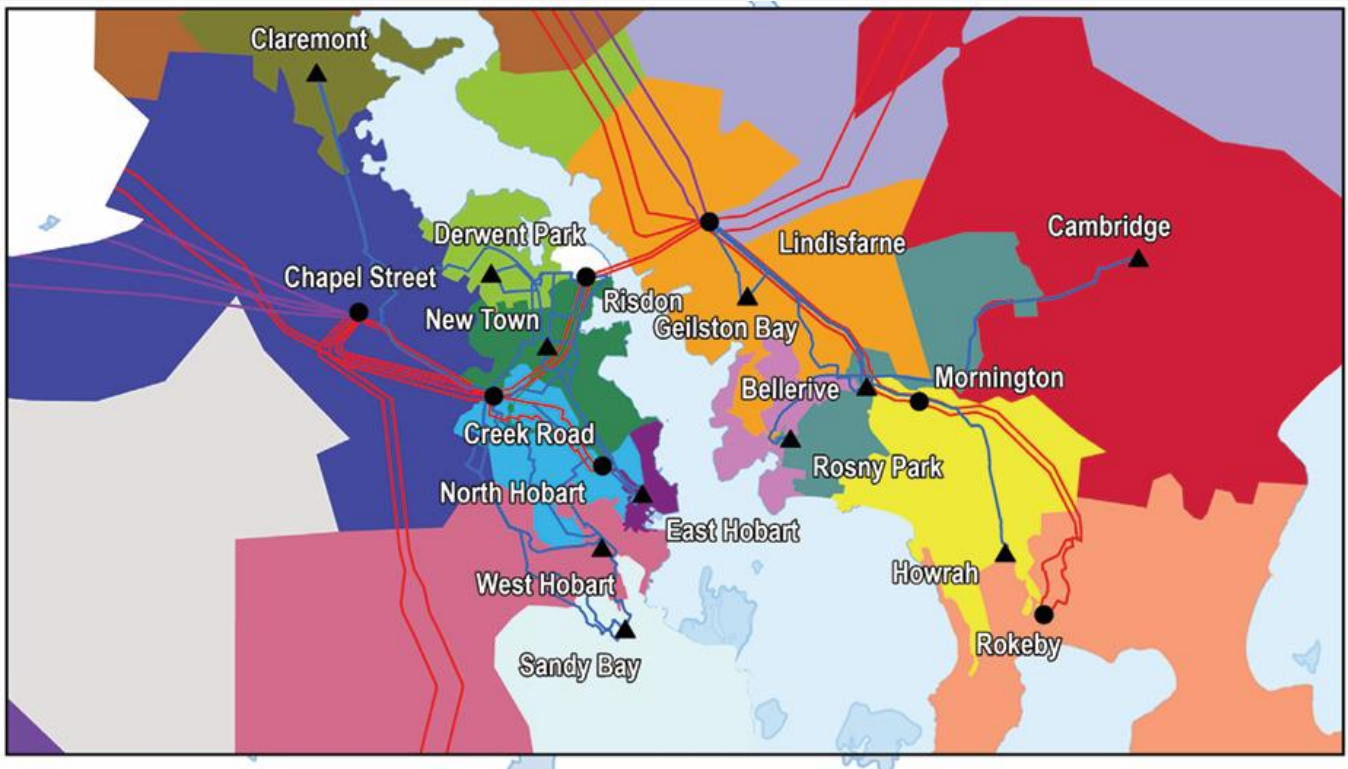 Claremont
Cambridge
Derwent Park
Lindisfarne
Chapel Street
Risdon
New Town
Geilston Bay
Bellerive
Mornington
Creek Road
Rosny Park
North Hobart
East Hobart
West Hobart
Howrah
Rokeby
Sandy Bay